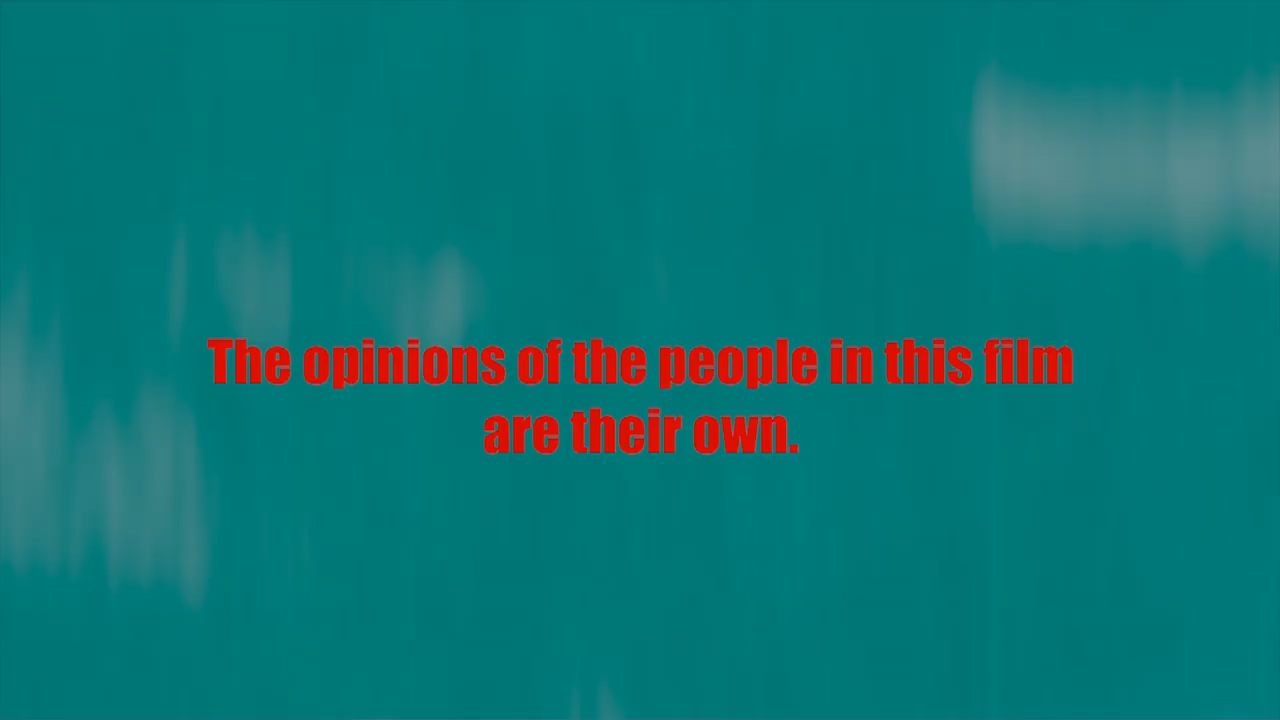 The opinions of the people in this film
are their own.